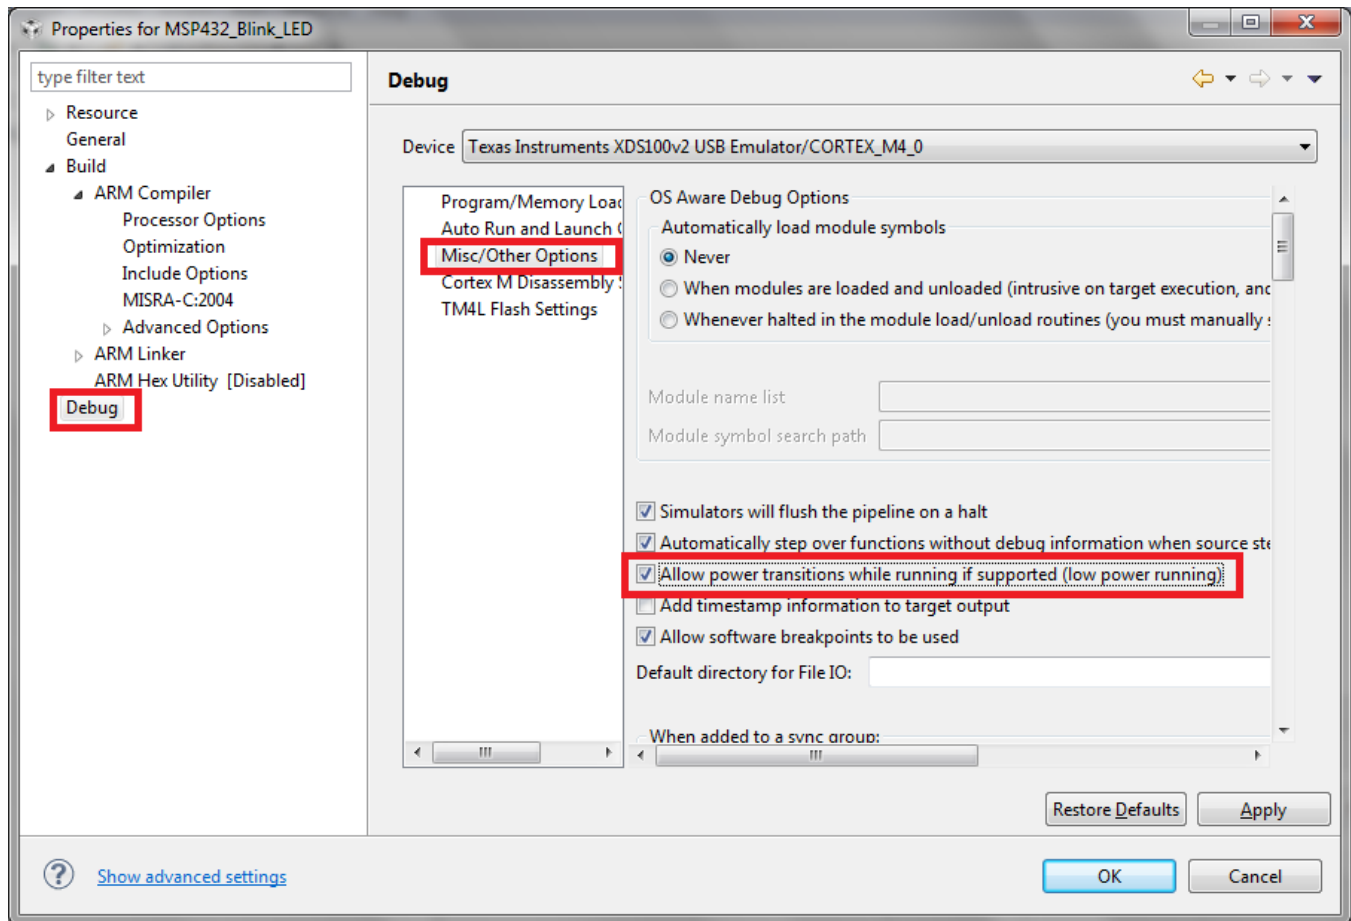 Properties for MSP432_Blink_LED
type filter text
Resource
General
Build
ARM Compiler
Processor Options
Optimization
Include Options
MISRA-C:2004
Advanced Options
ARM Linker
ARM Hex Utility [Disabled]
Debug
Debug
Device Texas Instruments XDS100v2 USB Emulator/CORTEX_M4_0
Program/Memory Load
Auto Run and Launch
Misc/Other Options
Cortex M Disassembly
TM4L Flash Settings
OS Aware Debug Options
Automatically load module symbols
Never
When modules are loaded and unloaded (intrusive on target execution, and
Whenever halted in the module load/unload routines (you must manually
Module name list
Module symbol search path
Simulators will flush the pipeline on a halt
Automatically step over functions without debug information when source ste
Allow power transitions while running if supported (low power running)
Add timestamp information to target output
Allow software breakpoints to be used
Default directory for File IO:
When added to a sync group:
Restore Defaults
Apply
Show advanced settings
OK
Cancel